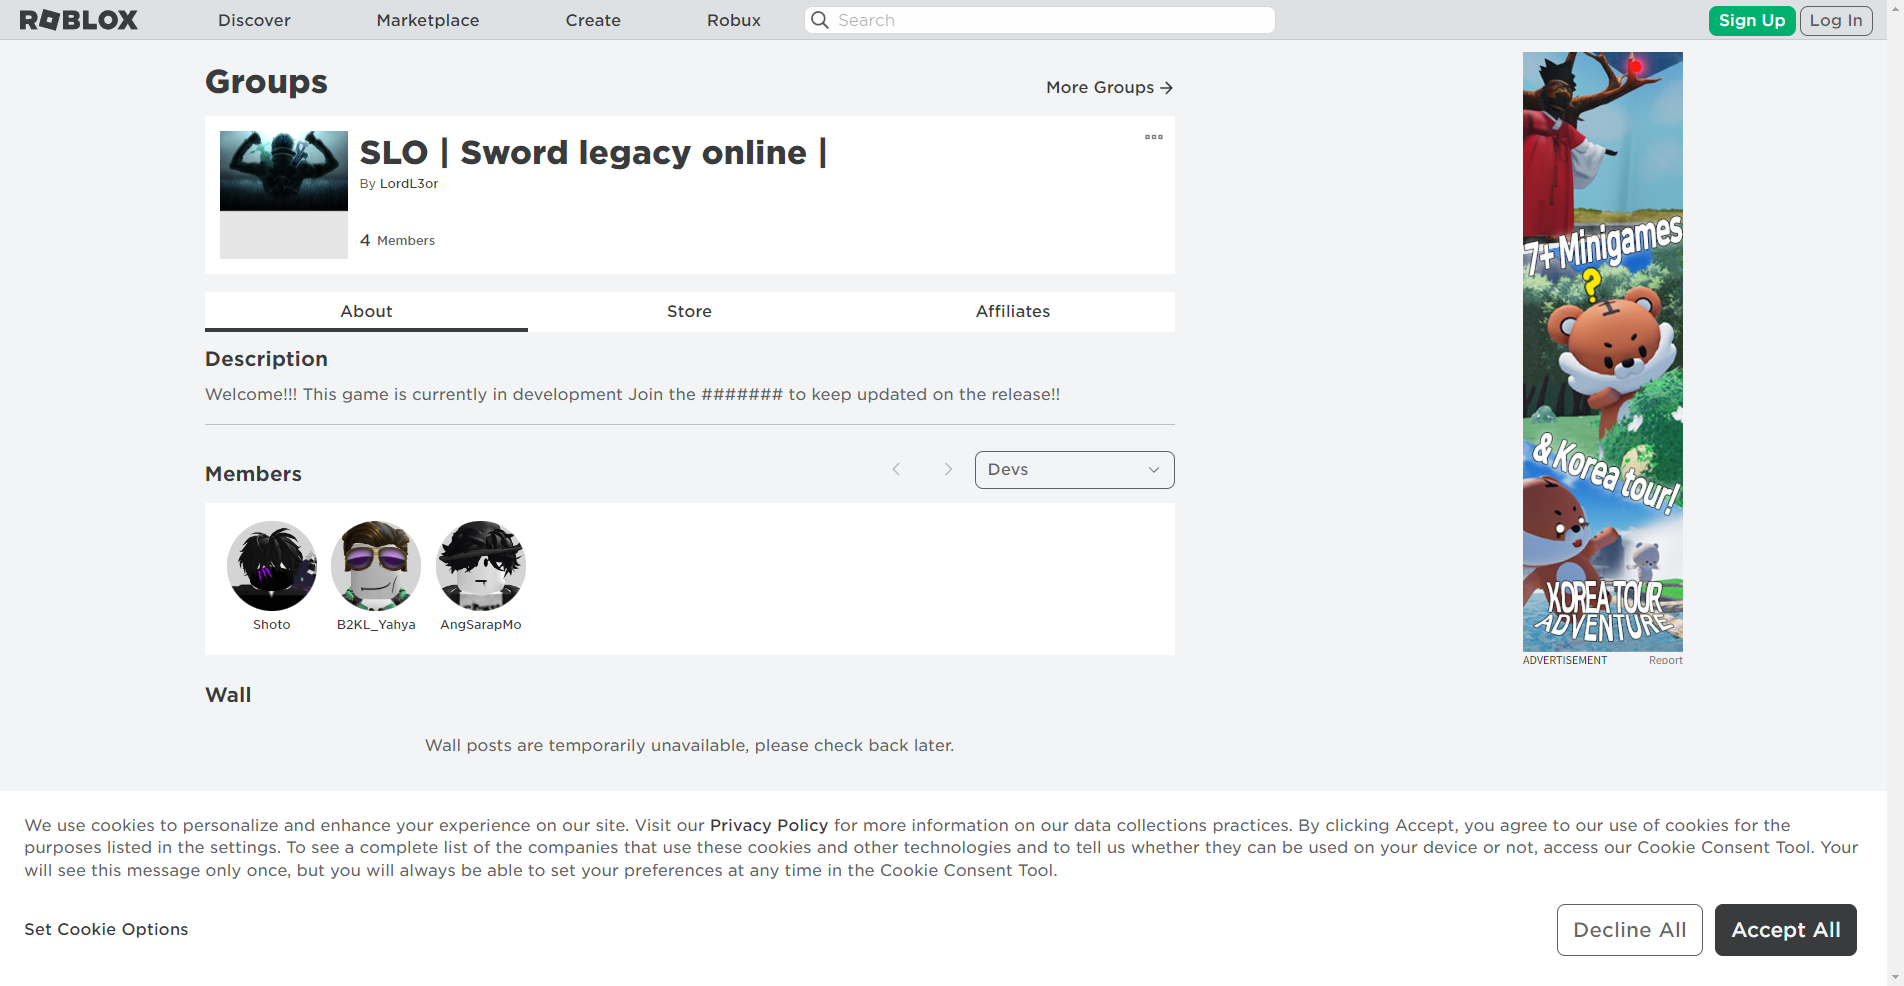 ROBLOX
Discover
Marketplace
Create
Robux
Search
Sign Up
Log In
Groups
More Groups
SLO | Sword legacy online |
By LordL3or
4 Members
About
Store
Affiliates
Description
Welcome!!! This game is currently in development Join the ####### to keep updated on the release!!
Members
Devs
Shoto
B2KL_Yahya
AngSarapMo
Wall
Wall posts are temporarily unavailable, please check back later.
7+ Minigames
?
& Korea tour!
KOREA TOUR
ADVENTURE
ADVERTISEMENT
Report
We use cookies to personalize and enhance your experience on our site. Visit our Privacy Policy for more information on our data collections practices. By clicking Accept, you agree to our use of cookies for the
purposes listed in the settings. To see a complete list of the companies that use these cookies and other technologies and to tell us whether they can be used on your device or not, access our Cookie Consent Tool. Your
will see this message only once, but you will always be able to set your preferences at any time in the Cookie Consent Tool.
Set Cookie Options
Decline All
Accept All